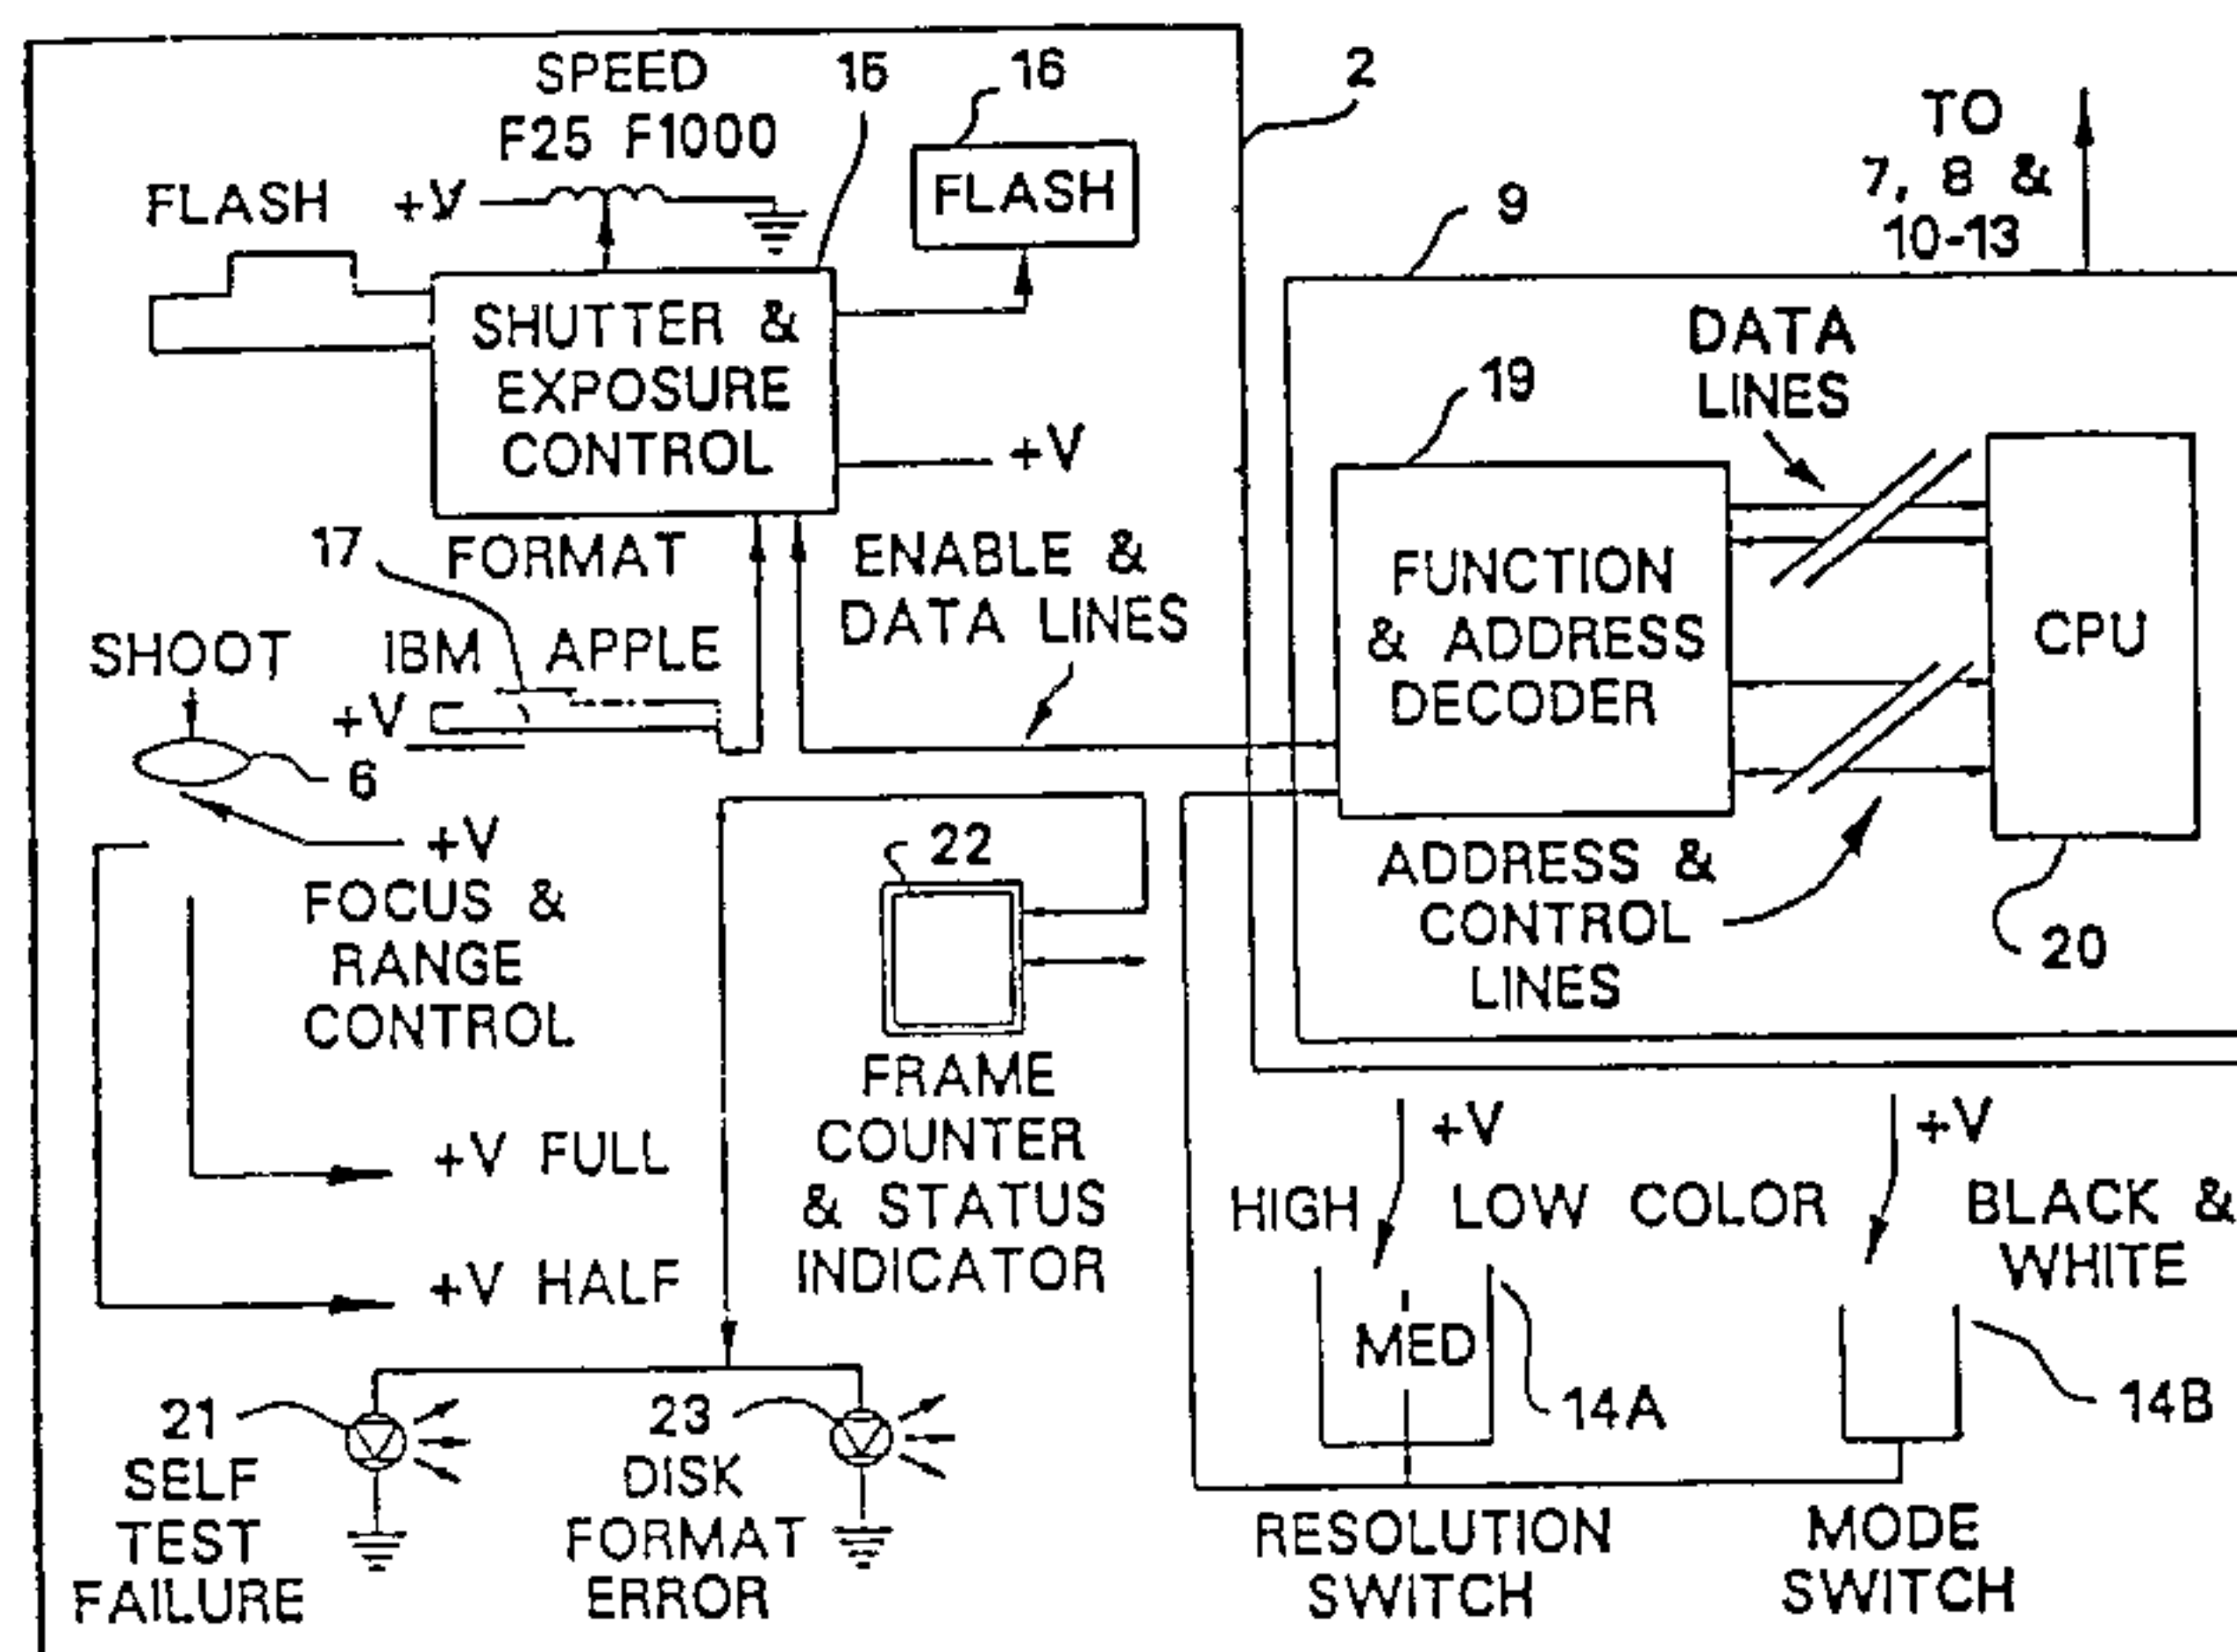 SPEED
F25 F1000
15
16
2
FLASH
+V
FLASH
SHUTTER &
EXPOSURE
CONTROL
+V
TO
7, 8 &
10-13
9
DATA
LINES
19
FUNCTION
& ADDRESS
DECODER
CPU
ADDRESS &
CONTROL
LINES
20
17
FORMAT
IBM APPLE
+V
ENABLE &
DATA LINES
SHOOT
6
+V
FOCUS &
RANGE
CONTROL
22
FRAME
COUNTER
& STATUS
INDICATOR
+V FULL
+V HALF
21
SELF
TEST
FAILURE
23
DISK
FORMAT
ERROR
+V
HIGH
LOW
MED
14A
RESOLUTION
SWITCH
+V
COLOR
BLACK &
WHITE
14B
MODE
SWITCH